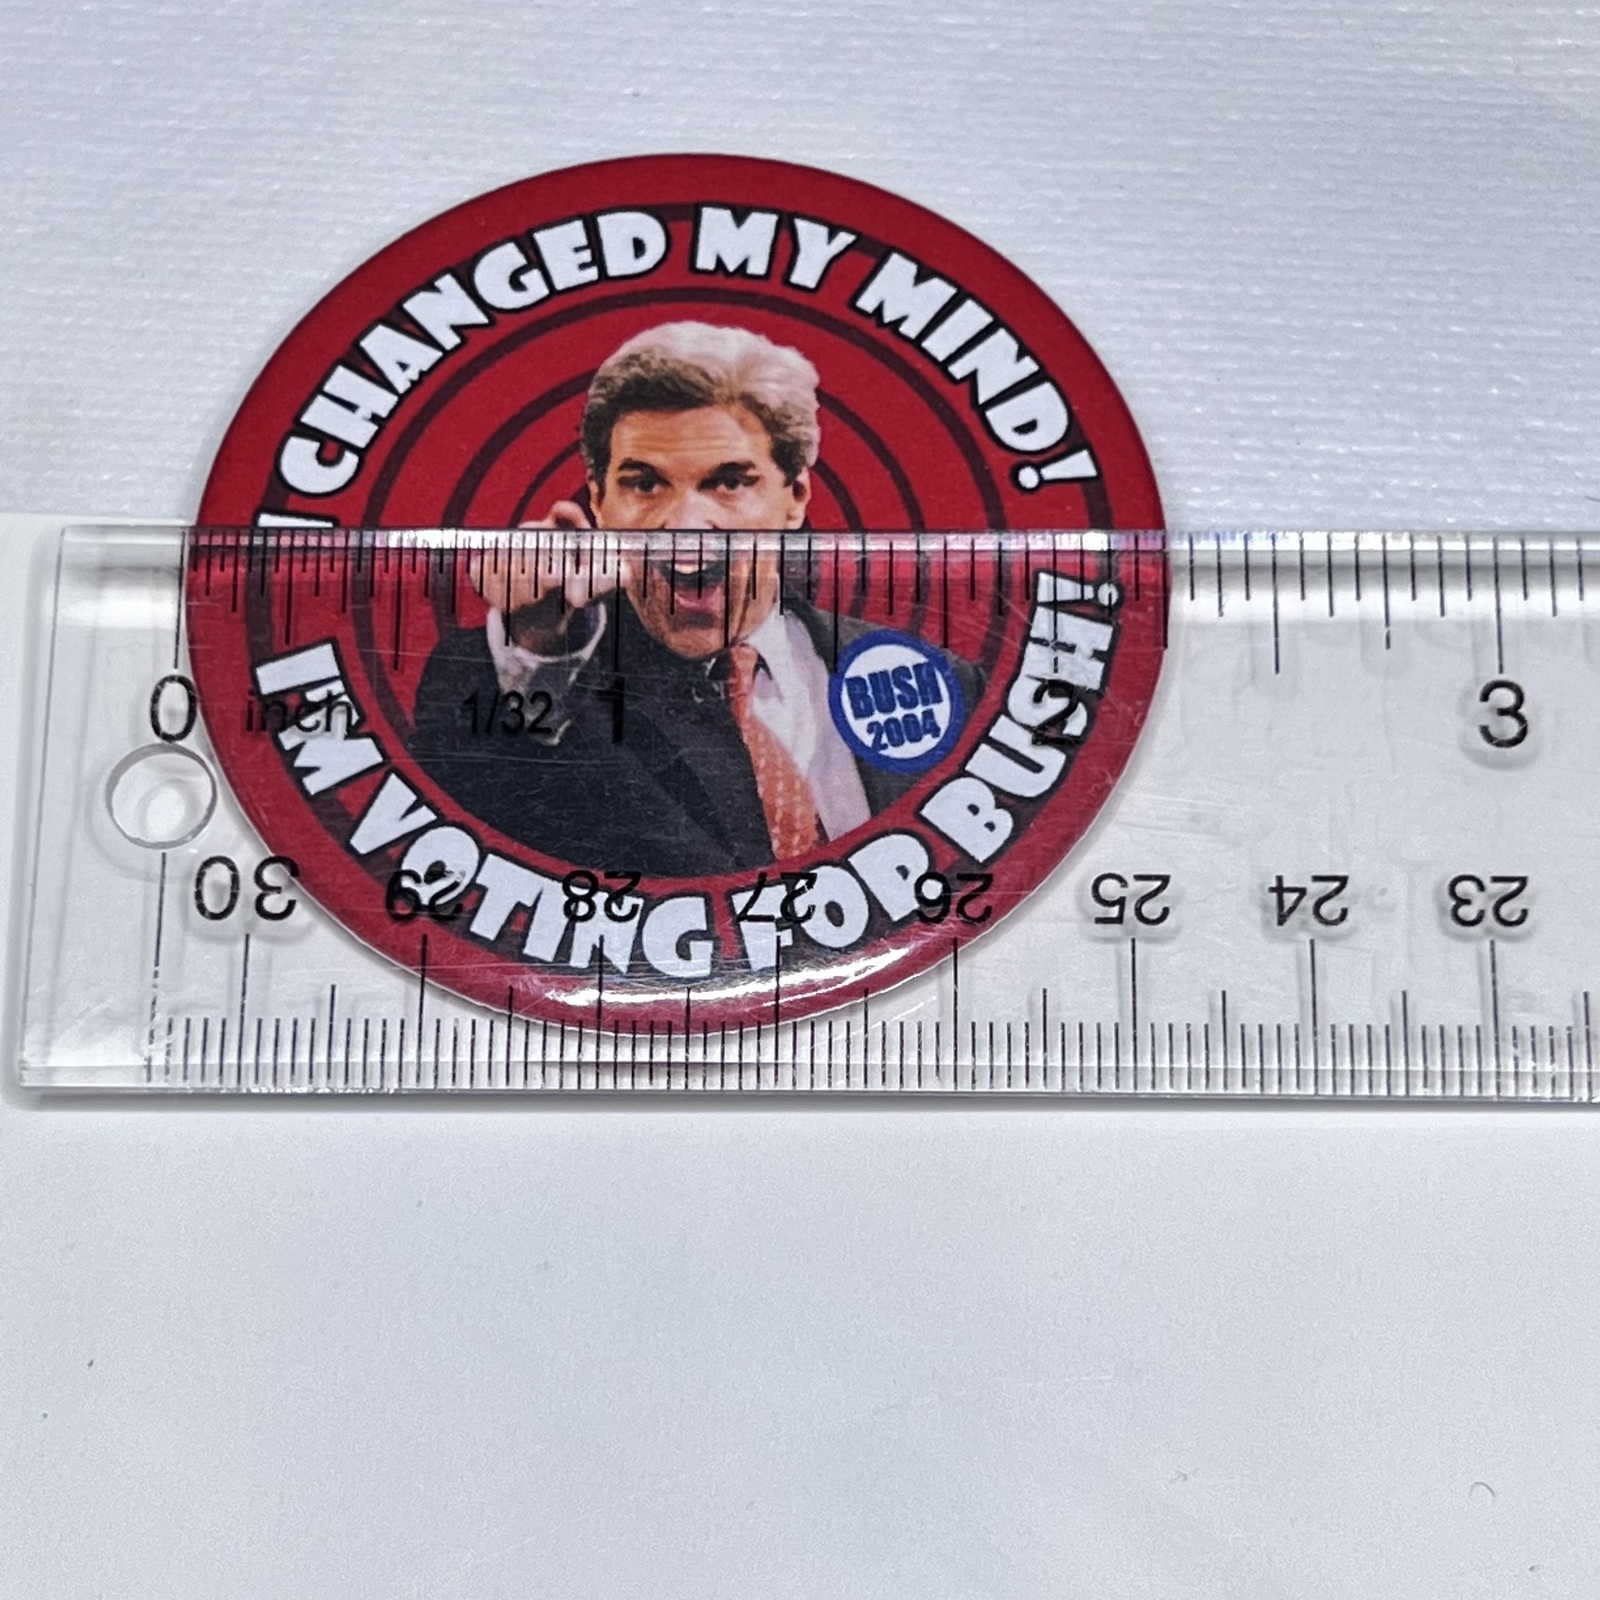 I CHANGED MY MIND!
I'M VOTING FOR BUSH!
BUSH
2004
0 inch 1/32 1 2 3
30 29 28 27 26 25 24 23